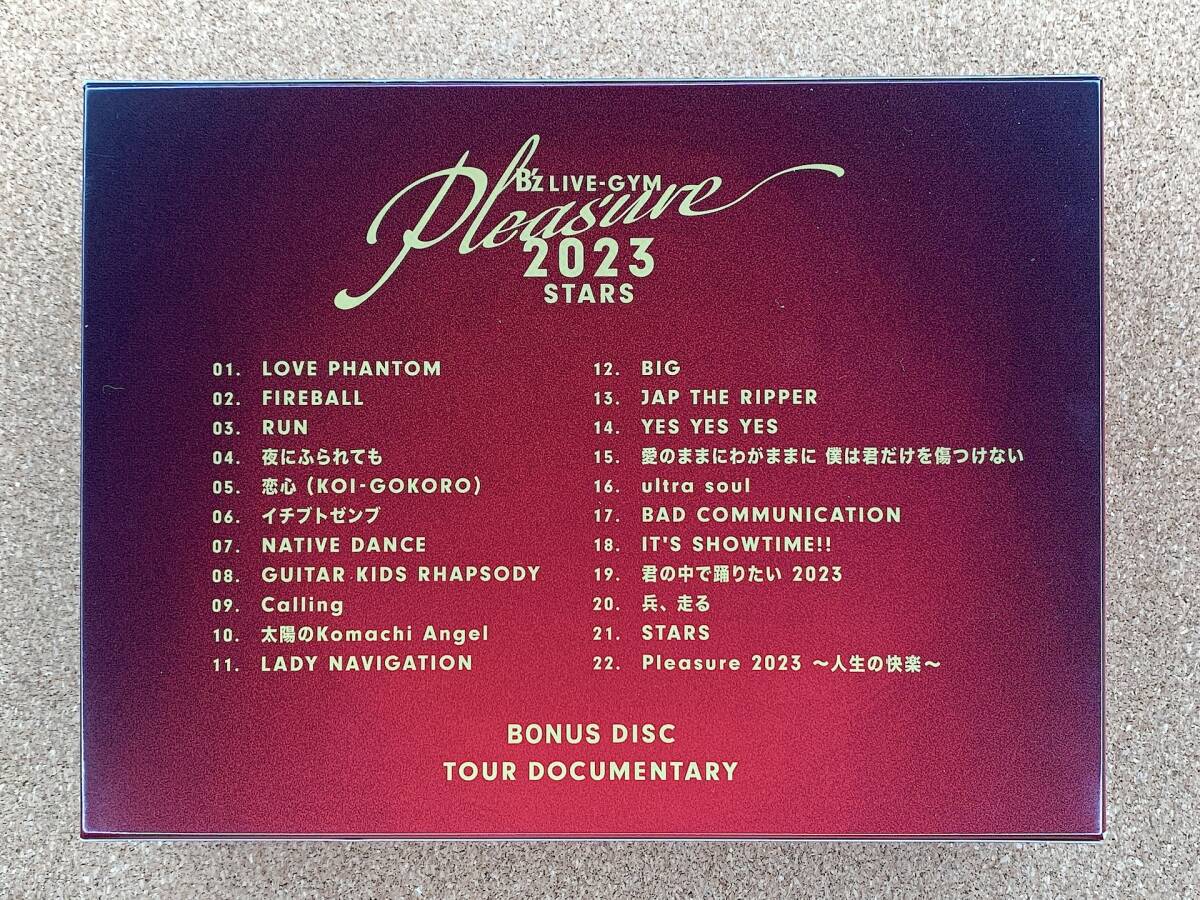 B'z LIVE-GYM
Pleasure
2023
STARS
01. LOVE PHANTOM
02. FIREBALL
03. RUN
04. 夜にふられても
05. 恋心 (KOI-GOKORO)
06. イチブトゼンブ
07. NATIVE DANCE
08. GUITAR KIDS RHAPSODY
09. Calling
10. 太陽のKomachi Angel
11. LADY NAVIGATION
12. BIG
13. JAP THE RIPPER
14. YES YES YES
15. 愛のままにわがままに 僕は君だけを傷つけない
16. ultra soul
17. BAD COMMUNICATION
18. IT'S SHOWTIME!!
19. 君の中で踊りたい 2023
20. 兵、走る
21. STARS
22. Pleasure 2023 〜人生の快楽〜
BONUS DISC
TOUR DOCUMENTARY